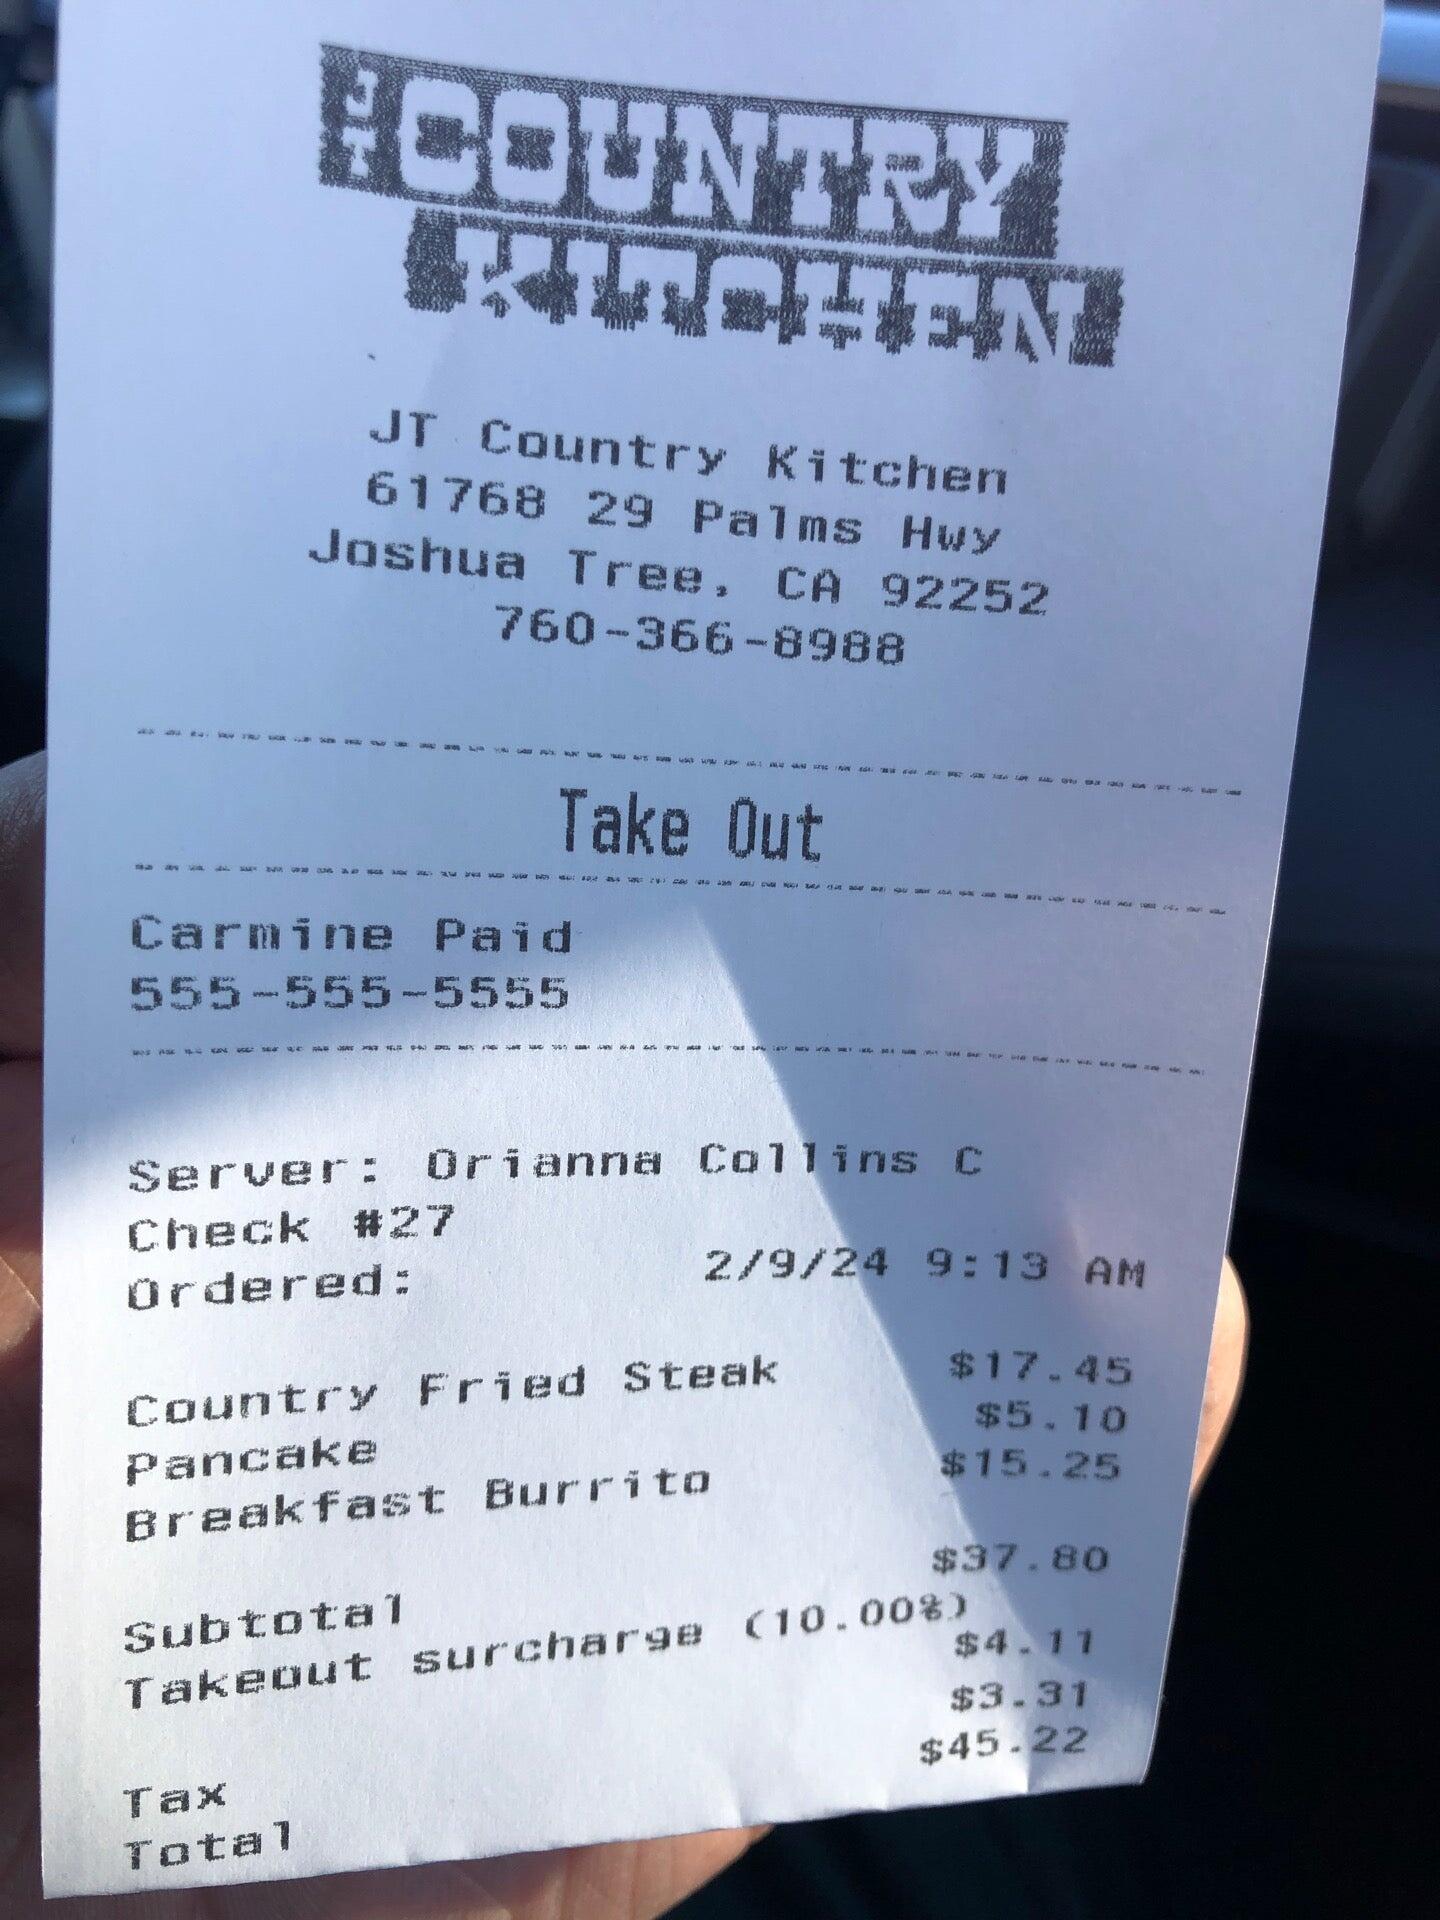 JT COUNTRY
KITCHEN
JT Country Kitchen
61768 29 Palms Hwy
Joshua Tree, CA 92252
760-366-8988
Take Out
Carmine Paid
555-555-5555
Server: Orianna Collins C
Check #27
Ordered: 2/9/24 9:13 AM
Country Fried Steak $17.45
Pancake $5.10
Breakfast Burrito $15.25
Subtotal $37.80
Takeout surcharge (10.00%)
$4.11
Tax $3.31
Total $45.22